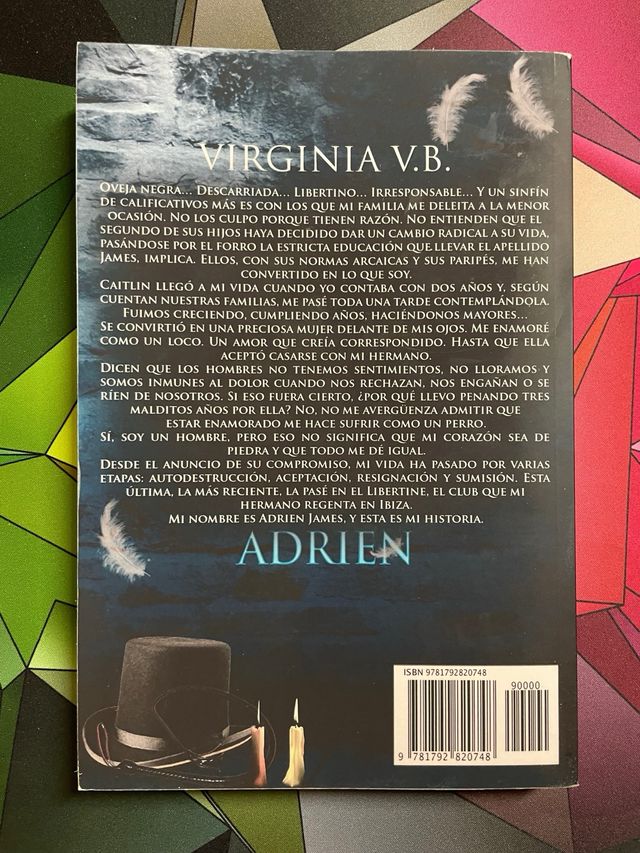 VIRGINIA V.B.
OVEJA NEGRA... DESCARRIADA... LIBERTINO... IRRESPONSABLE... Y UN SINFÍN
DE CALIFICATIVOS MÁS ES CON LOS QUE MI FAMILIA ME DELEITA A LA MENOR
OCASIÓN. NO LOS CULPO PORQUE TIENEN RAZÓN. NO ENTIENDEN QUE EL
SEGUNDO DE SUS HIJOS HAYA DECIDIDO DAR UN CAMBIO RADICAL A SU VIDA,
PASÁNDOSE POR EL FORRO LA ESTRICTA EDUCACIÓN QUE LLEVAR EL APELLIDO
JAMES, IMPLICA. ELLOS, CON SUS NORMAS ARCAICAS Y SUS PARIPÉS, ME HAN
CONVERTIDO EN LO QUE SOY.
CAITLIN LLEGÓ A MI VIDA CUANDO YO CONTABA CON DOS AÑOS Y, SEGÚN
CUENTAN NUESTRAS FAMILIAS, ME PASÉ TODA UNA TARDE CONTEMPLÁNDOLA.
FUIMOS CRECIENDO, CUMPLIENDO AÑOS, HACIÉNDONOS MAYORES...
SE CONVIRTIÓ EN UNA PRECIOSA MUJER DELANTE DE MIS OJOS. ME ENAMORÉ
COMO UN LOCO. UN AMOR QUE CREÍA CORRESPONDIDO. HASTA QUE ELLA
ACEPTÓ CASARSE CON MI HERMANO.
DICEN QUE LOS HOMBRES NO TENEMOS SENTIMIENTOS, NO LLORAMOS Y
SOMOS INMUNES AL DOLOR CUANDO NOS RECHAZAN, NOS ENGAÑAN O SE
RÍEN DE NOSOTROS. SI ESO FUERA CIERTO, ¿POR QUÉ LLEVO PENANDO TRES
MALDITOS AÑOS POR ELLA? NO, NO ME AVERGÜENZA ADMITIR QUE
ESTAR ENAMORADO ME HACE SUFRIR COMO UN PERRO.
SÍ, SOY UN HOMBRE, PERO ESO NO SIGNIFICA QUE MI CORAZÓN SEA DE
PIEDRA Y QUE TODO ME DÉ IGUAL.
DESDE EL ANUNCIO DE SU COMPROMISO, MI VIDA HA PASADO POR VARIAS
ETAPAS: AUTODESTRUCCIÓN, ACEPTACIÓN, RESIGNACIÓN Y SUMISIÓN. ESTA
ÚLTIMA, LA MÁS RECIENTE, LA PASÉ EN EL LIBERTINE, EL CLUB QUE MI
HERMANO REGENTA EN IBIZA.
MI NOMBRE ES ADRIEN JAMES, Y ESTA ES MI HISTORIA.
ADRIEN
ISBN 9781792820748
90000
9 781792 820748